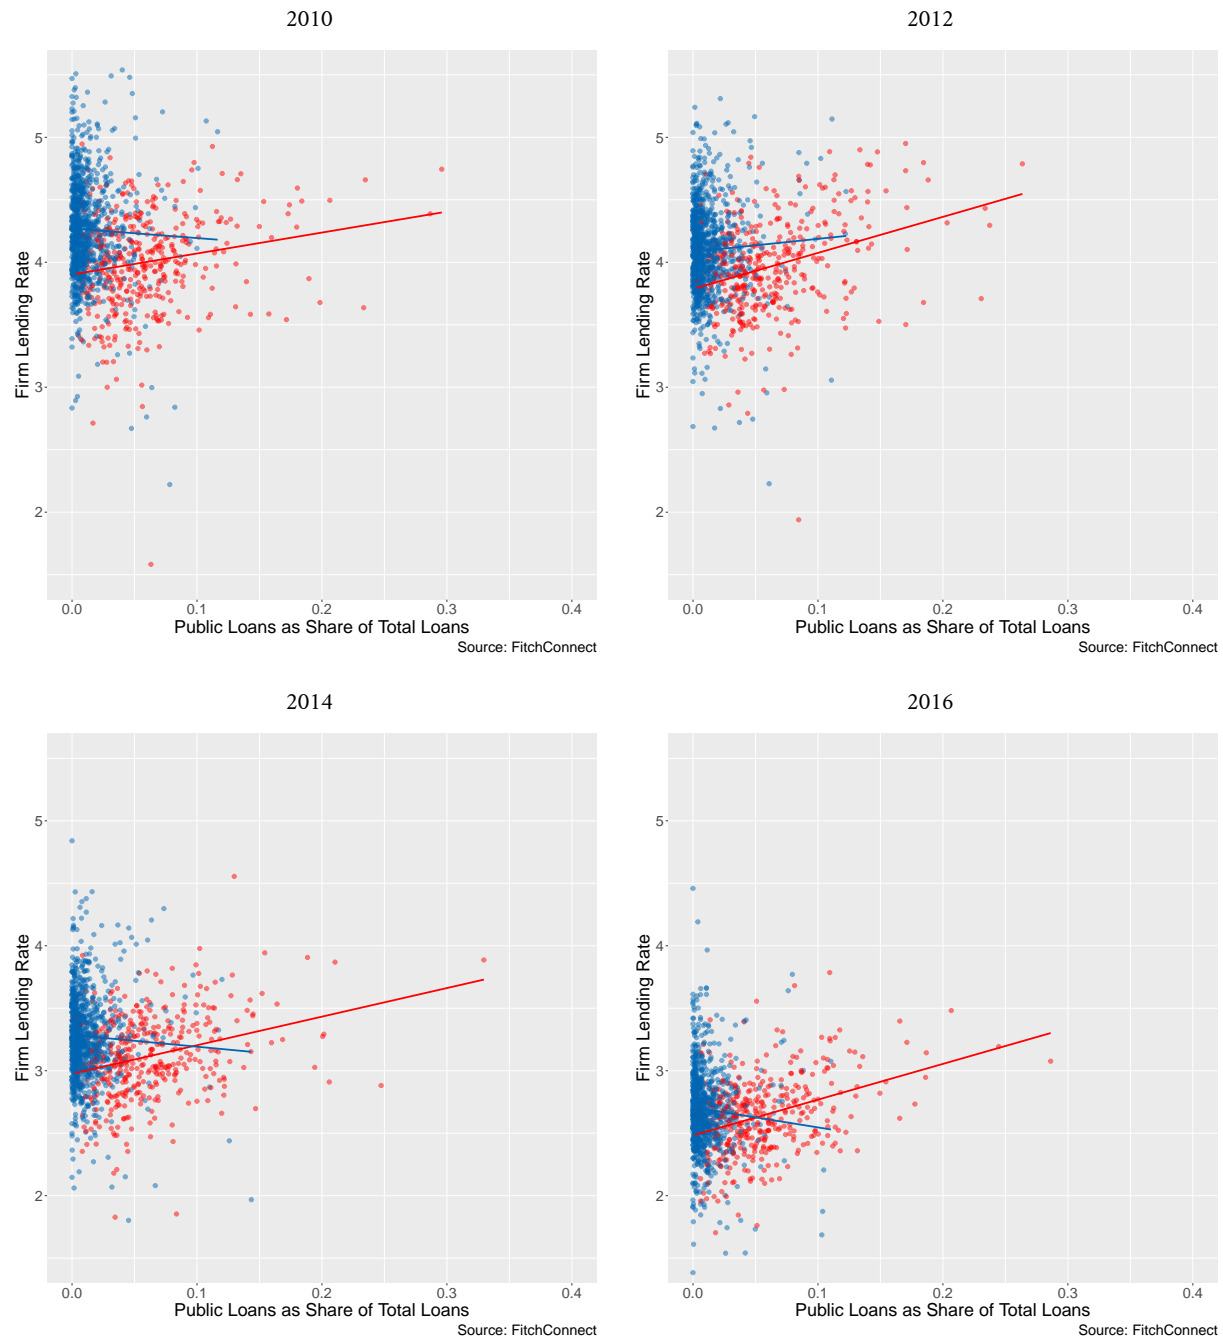 2010
5
4
3
2
Firm Lending Rate
0.0 0.1 0.2 0.3 0.4
Public Loans as Share of Total Loans
Source: FitchConnect
2012
5
4
3
2
Firm Lending Rate
0.0 0.1 0.2 0.3 0.4
Public Loans as Share of Total Loans
Source: FitchConnect
2014
5
4
3
2
Firm Lending Rate
0.0 0.1 0.2 0.3 0.4
Public Loans as Share of Total Loans
Source: FitchConnect
2016
5
4
3
2
Firm Lending Rate
0.0 0.1 0.2 0.3 0.4
Public Loans as Share of Total Loans
Source: FitchConnect